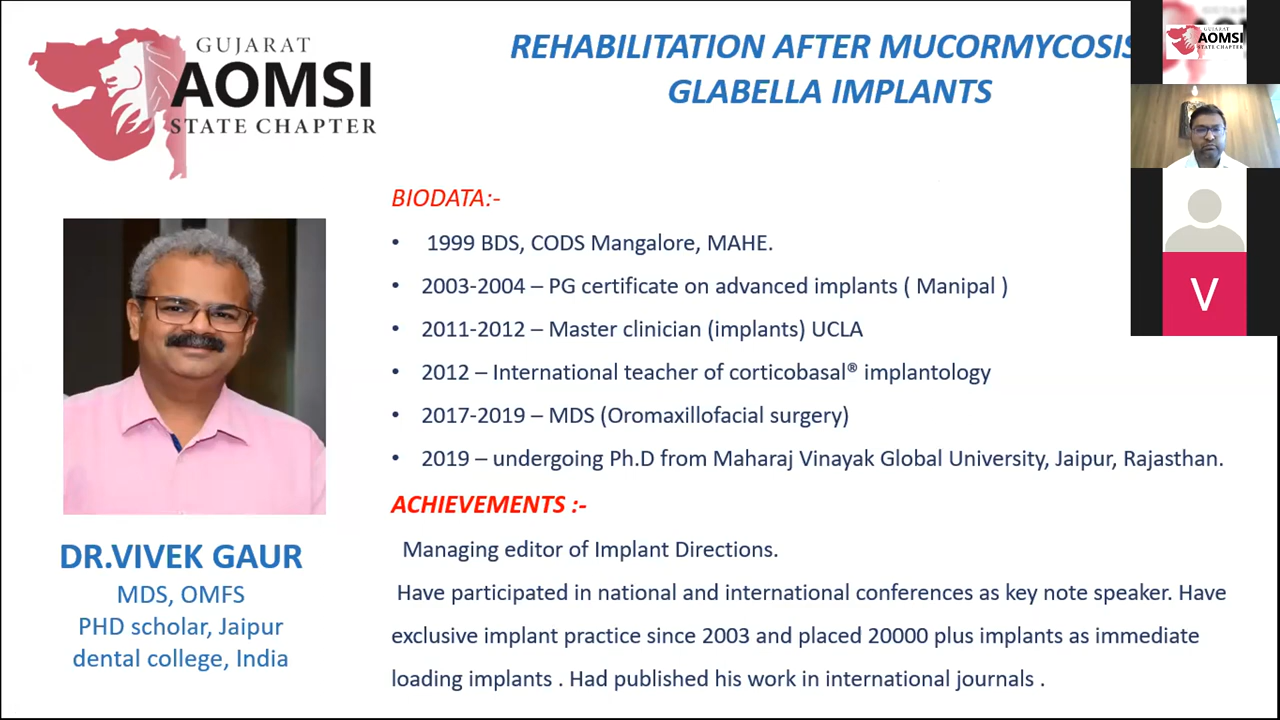 GUJARAT
AOMSI
STATE CHAPTER
REHABILITATION AFTER MUCORMYCOSIS
GLABELLA IMPLANTS
BIODATA:-
• 1999 BDS, CODS Mangalore, MAHE.
• 2003-2004 – PG certificate on advanced implants ( Manipal )
• 2011-2012 – Master clinician (implants) UCLA
• 2012 – International teacher of corticobasal® implantology
• 2017-2019 – MDS (Oromaxillofacial surgery)
• 2019 – undergoing Ph.D from Maharaj Vinayak Global University, Jaipur, Rajasthan.
ACHIEVEMENTS :-
Managing editor of Implant Directions.
Have participated in national and international conferences as key note speaker. Have
exclusive implant practice since 2003 and placed 20000 plus implants as immediate
loading implants . Had published his work in international journals .
DR.VIVEK GAUR
MDS, OMFS
PHD scholar, Jaipur
dental college, India
GUJARAT
AOMSI
STATE CHAPTER
V